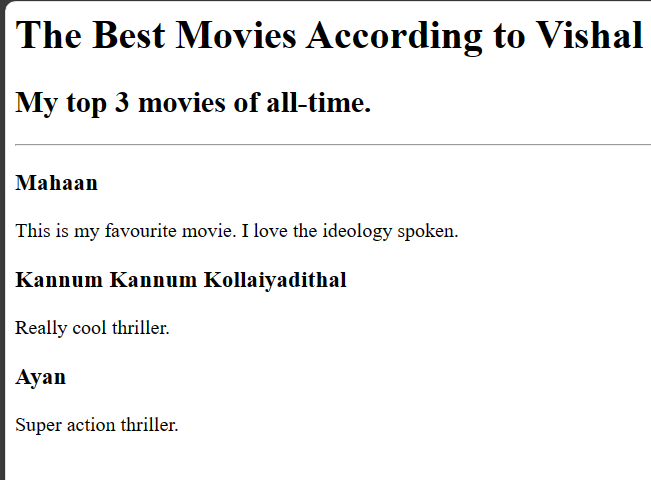 The Best Movies According to Vishal
My top 3 movies of all-time.
Mahaan
This is my favourite movie. I love the ideology spoken.
Kannum Kannum Kollaiyadithal
Really cool thriller.
Ayan
Super action thriller.